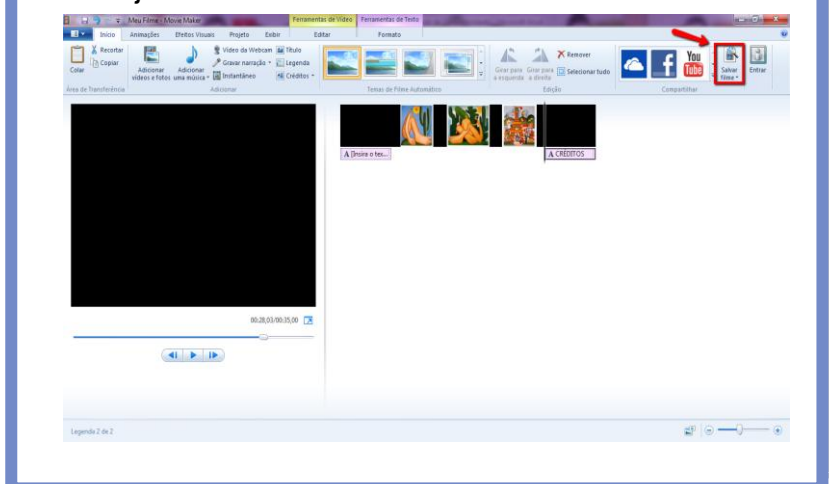 Meu Filme - Movie Maker
Ferramentas de Vídeo
Ferramentas de Texto
Início Animações Efeitos Visuais Projeto Exibir Editar Formato
Colar
Recortar
Copiar
Área de Transferência
Adicionar vídeos e fotos
Adicionar uma música
Vídeo da Webcam
Gravar narração
Instantâneo
Título
Legenda
Créditos
Adicionar
Temas de Filme Automático
Girar para a esquerda
Girar para a direita
Remover
Selecionar tudo
Edição
f
You Tube
Compartilhar
Salvar filme
Entrar
A [Insira o tex...
A CRÉDITOS
00:28,03/00:35,00
Legenda 2 de 2